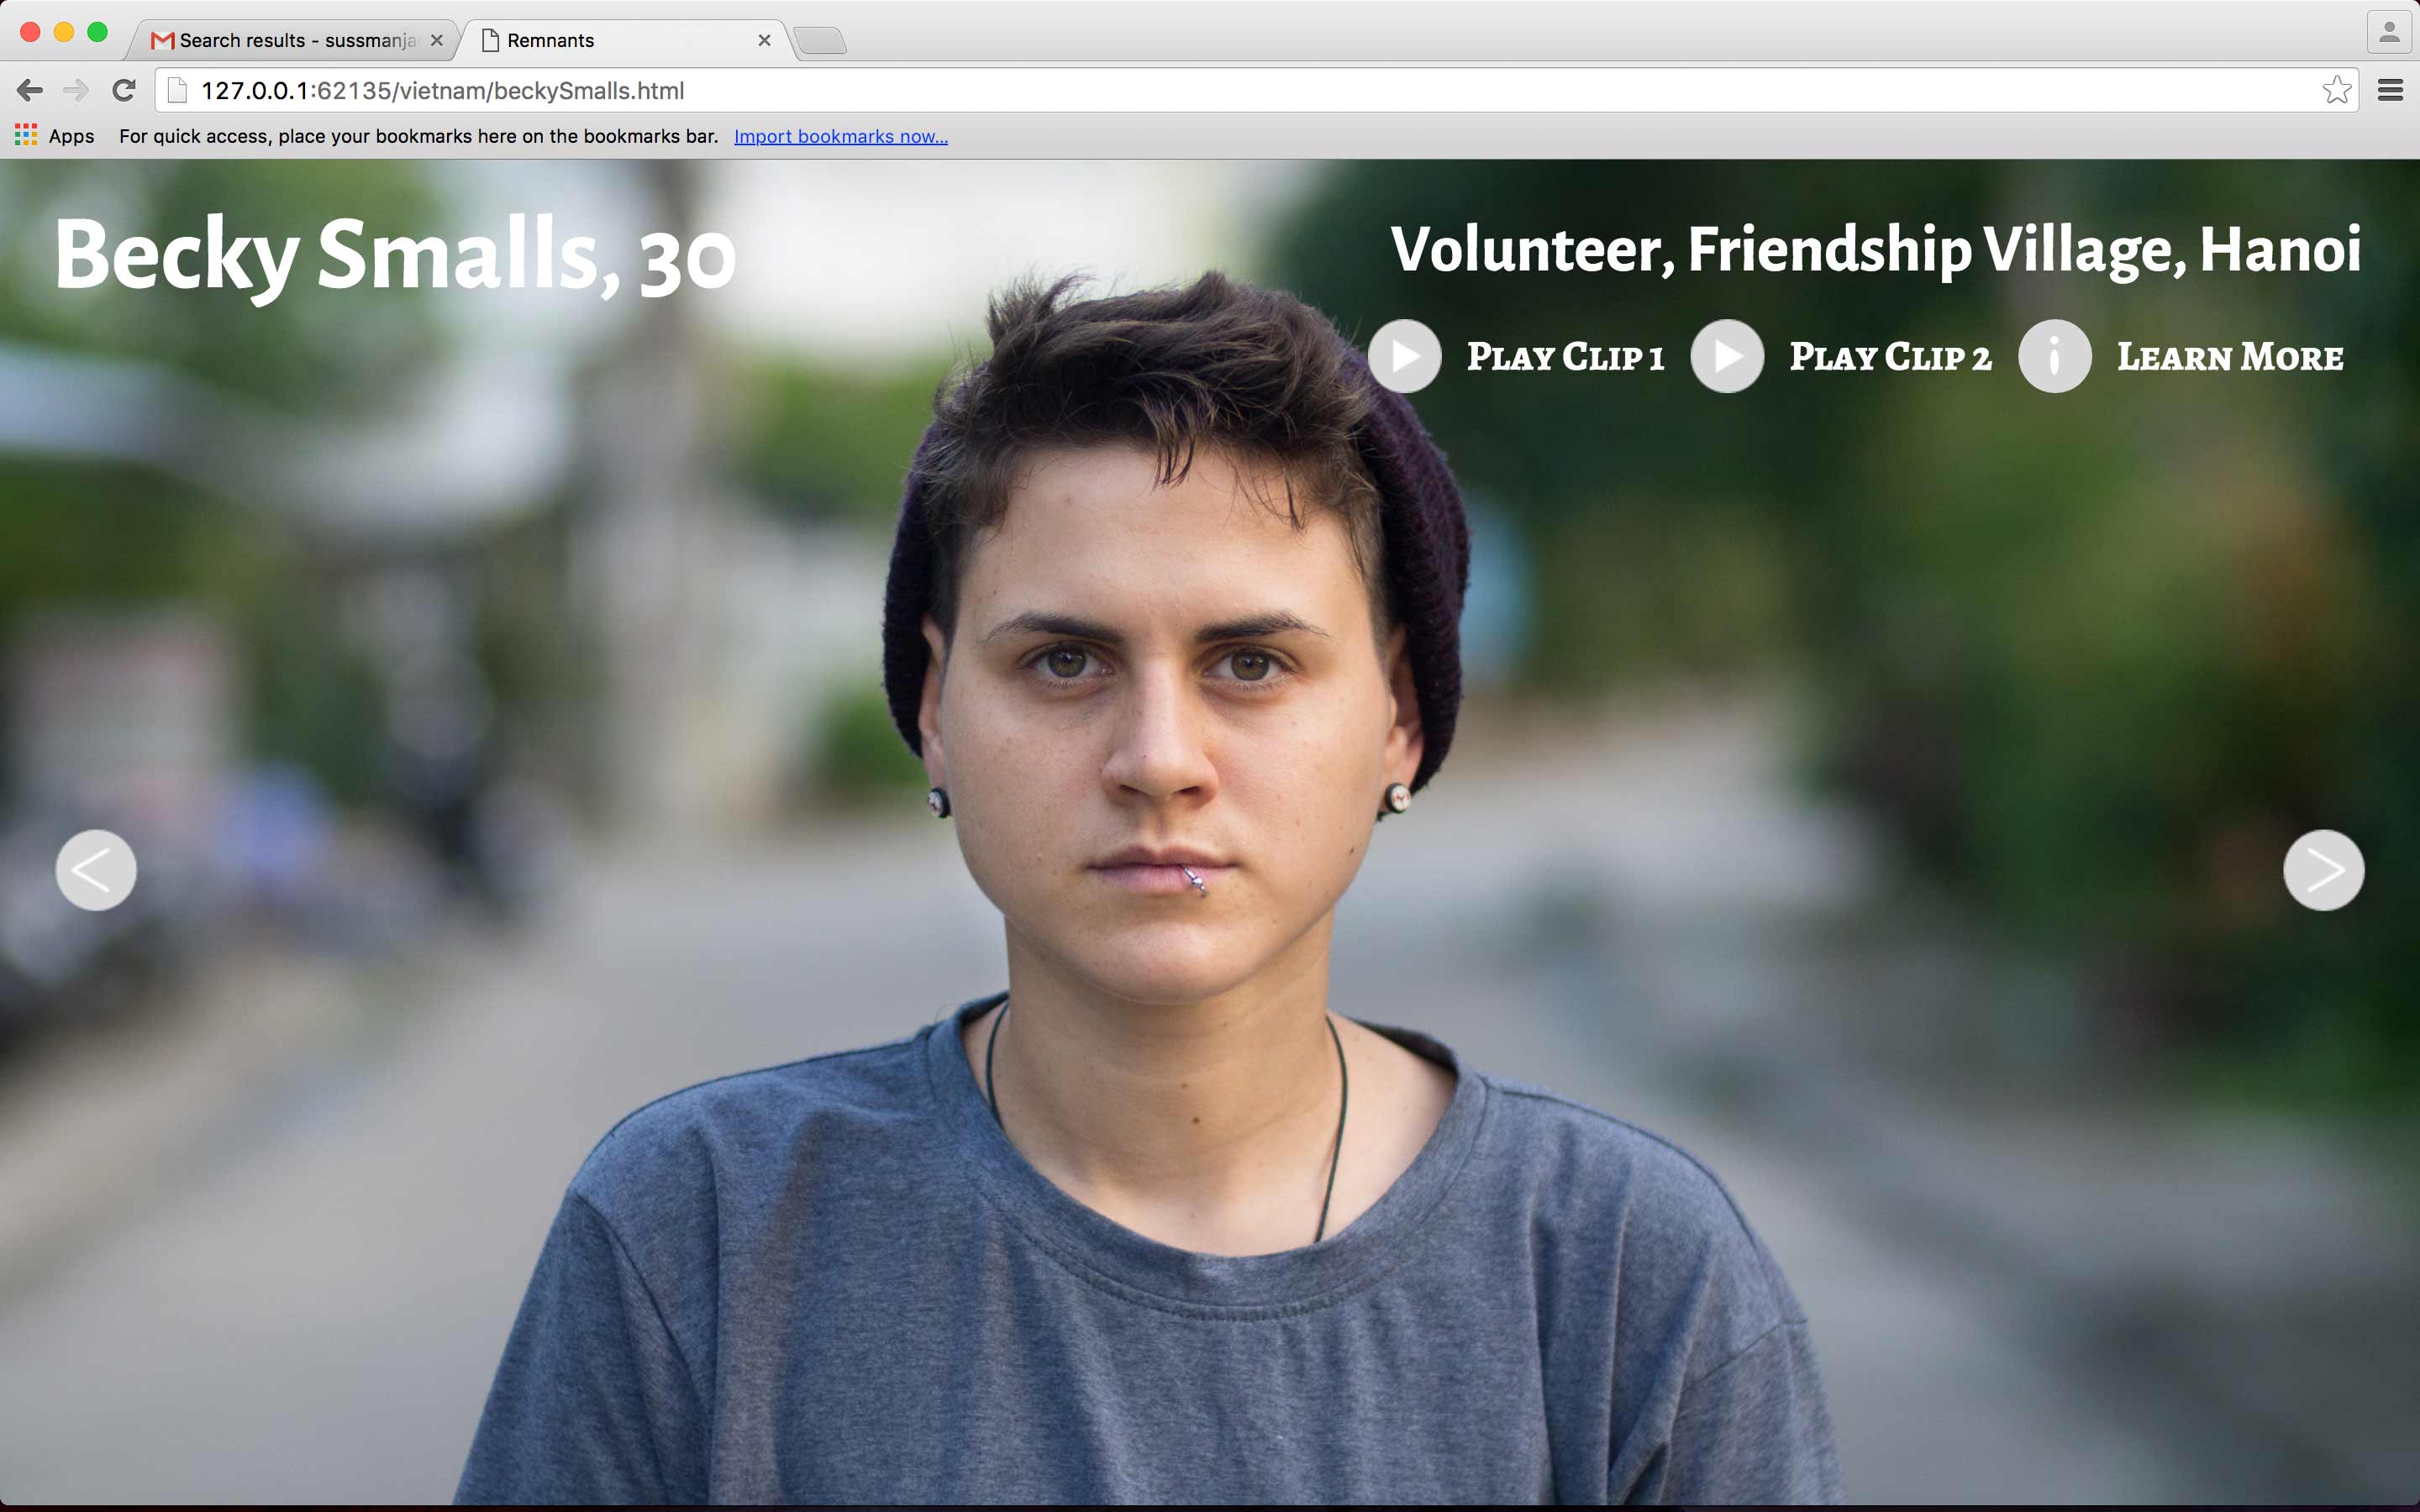 Search results - sussmanja
Remnants
127.0.0.1:62135/vietnam/beckySmalls.html
Apps For quick access, place your bookmarks here on the bookmarks bar. Import bookmarks now...
Becky Smalls, 30
Volunteer, Friendship Village, Hanoi
Play Clip 1 Play Clip 2 Learn More